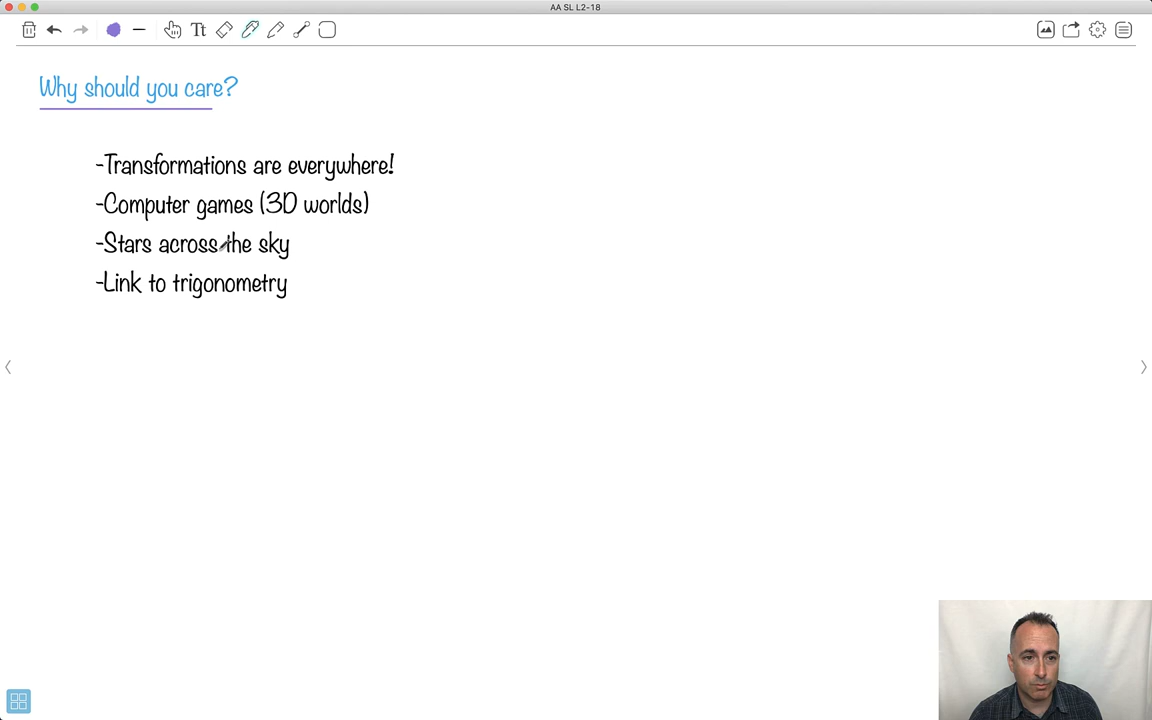 AA SL L2-18
Tt
Why should you care?
-Transformations are everywhere!
-Computer games (3D worlds)
-Stars across the sky
-Link to trigonometry